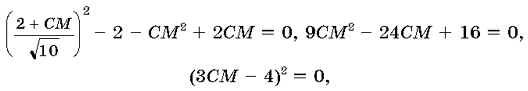 ((2 + CM)/√10)² − 2 − CM² + 2CM = 0, 9CM² − 24CM + 16 = 0,
(3CM − 4)² = 0,